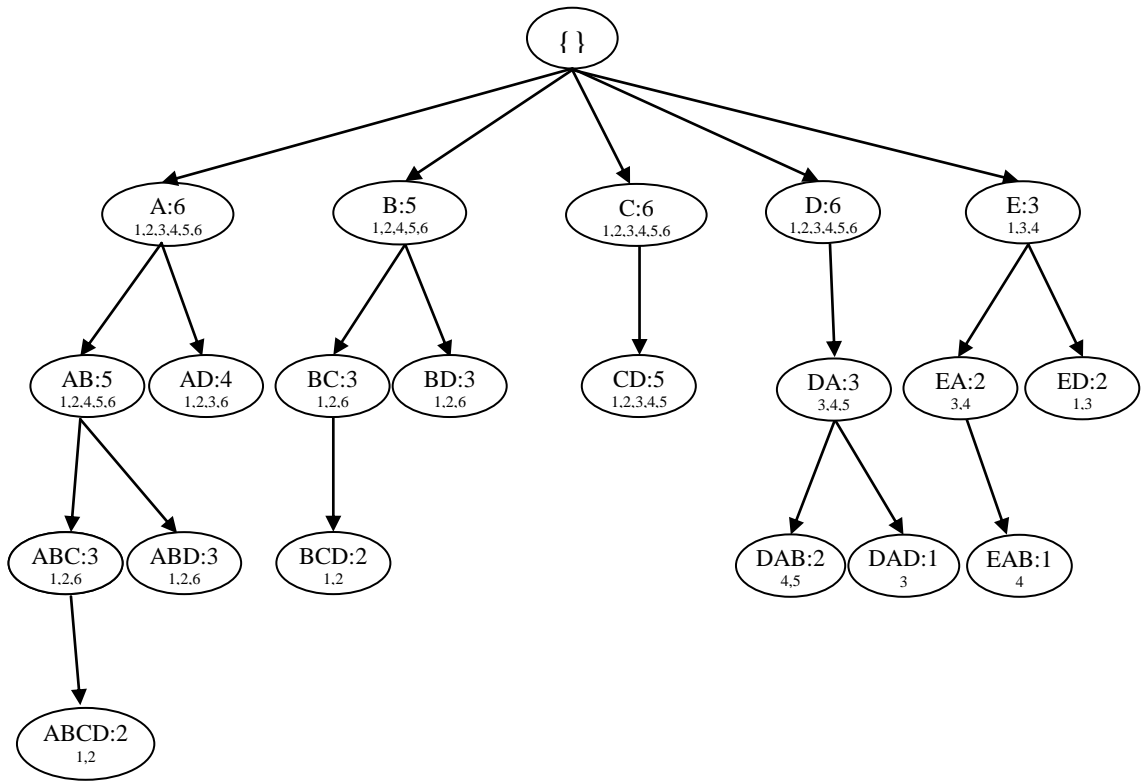 { }
A:6
1,2,3,4,5,6
B:5
1,2,4,5,6
C:6
1,2,3,4,5,6
D:6
1,2,3,4,5,6
E:3
1,3,4
AB:5
1,2,4,5,6
AD:4
1,2,3,6
BC:3
1,2,6
BD:3
1,2,6
CD:5
1,2,3,4,5
DA:3
3,4,5
EA:2
3,4
ED:2
1,3
ABC:3
1,2,6
ABD:3
1,2,6
BCD:2
1,2
DAB:2
4,5
DAD:1
3
EAB:1
4
ABCD:2
1,2